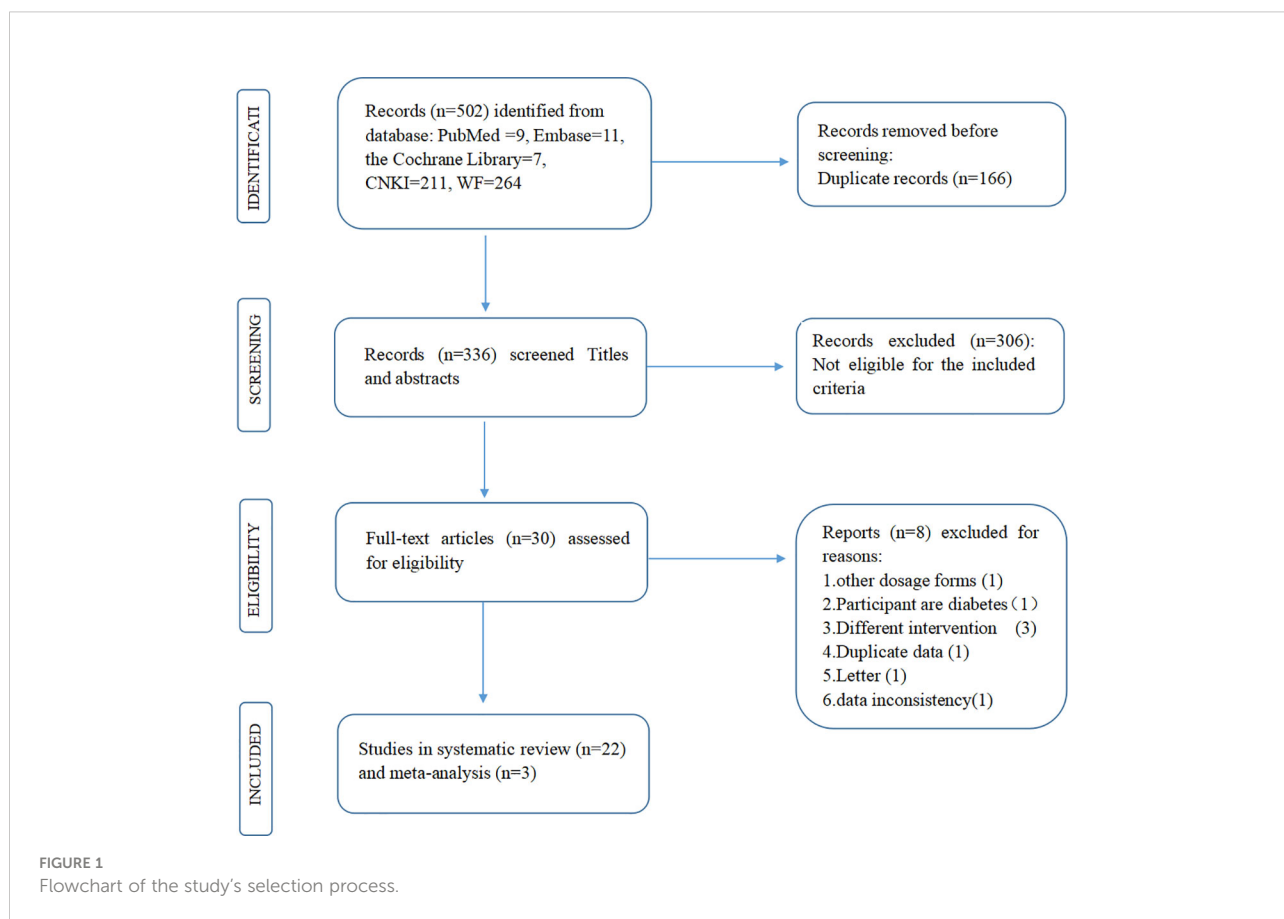 IDENTIFICATI
Records (n=502) identified from
database: PubMed =9, Embase=11,
the Cochrane Library=7,
CNKI=211, WF=264
Records removed before
screening:
Duplicate records (n=166)
SCREENING
Records (n=336) screened Titles
and abstracts
Records excluded (n=306):
Not eligible for the included
criteria
ELIGIBILITY
Full-text articles (n=30) assessed
for eligibility
Reports (n=8) excluded for
reasons:
1.other dosage forms (1)
2.Participant are diabetes（1）
3.Different intervention (3)
4.Duplicate data (1)
5.Letter (1)
6.data inconsistency(1)
INCLUDED
Studies in systematic review (n=22)
and meta-analysis (n=3)
FIGURE 1
Flowchart of the study's selection process.